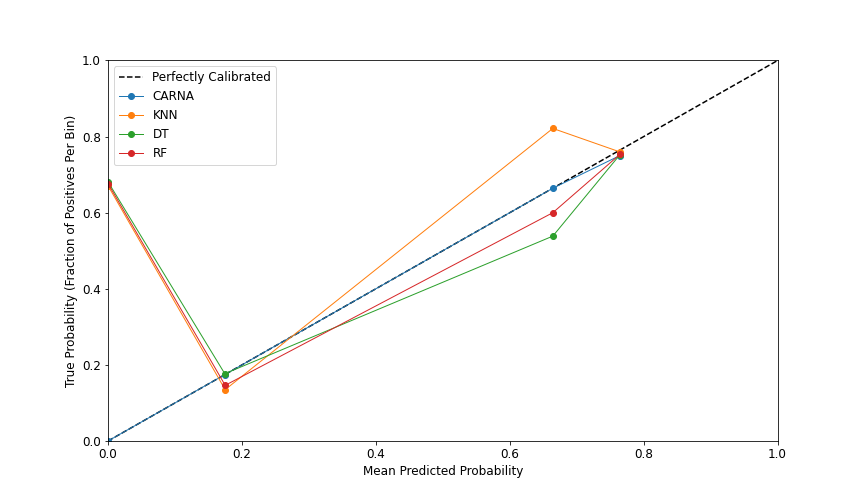 Perfectly Calibrated
CARNA
KNN
DT
RF
True Probability (Fraction of Positives Per Bin)
1.0
0.8
0.6
0.4
0.2
0.0
0.0 0.2 0.4 0.6 0.8 1.0
Mean Predicted Probability